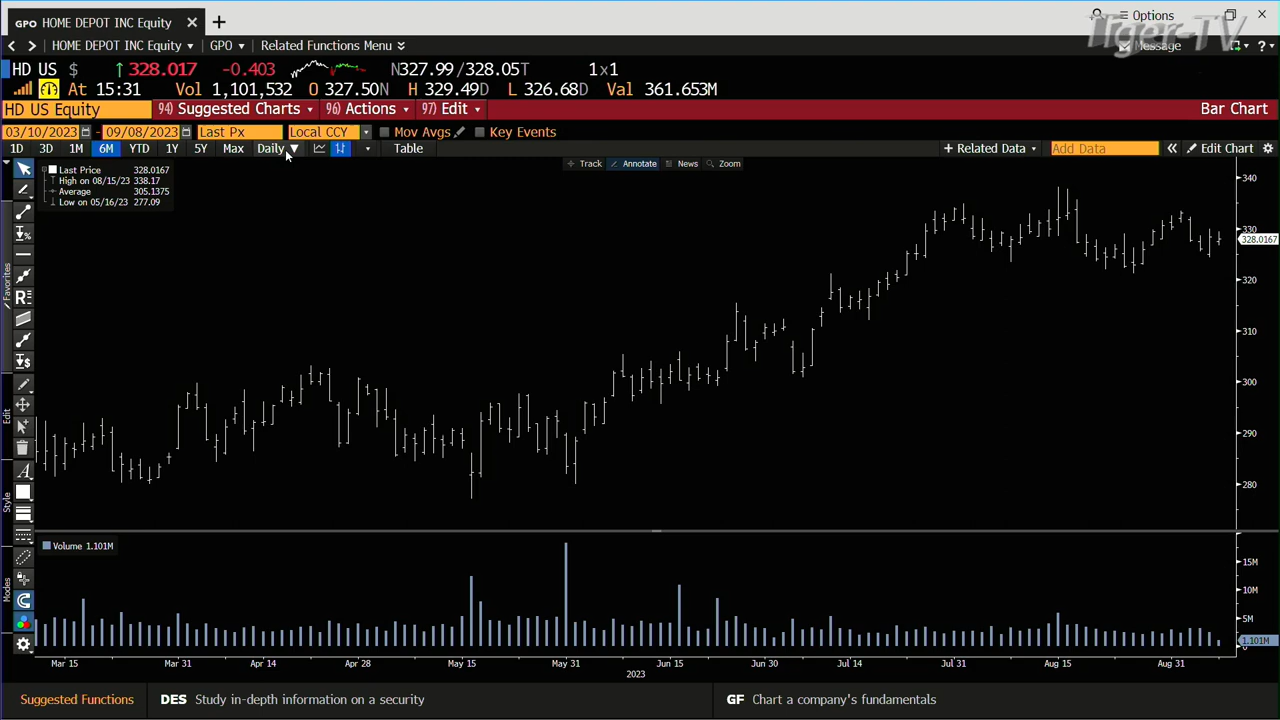 GPO HOME DEPOT INC Equity
Options
HOME DEPOT INC Equity GPO Related Functions Menu Message ?
Tiger-TV
HD US $ ↑328.017 -0.403 N327.99/328.05T 1x1
At 15:31 Vol 1,101,532 O 327.50N H 329.49D L 326.68D Val 361.653M
HD US Equity 94) Suggested Charts 96) Actions 97) Edit Bar Chart
03/10/2023 - 09/08/2023 Last Px Local CCY Mov Avgs Key Events
1D 3D 1M 6M YTD 1Y 5Y Max Daily Table + Related Data Add Data « Edit Chart
Track Annotate News Zoom
Last Price 328.0167
High on 08/15/23 338.17
Average 305.1375
Low on 05/16/23 277.09
340
330
328.0167
320
310
300
290
280
Favorites
Edit
Style
Modes
Volume 1.101M
15M
10M
5M
1.101M
0
Mar 15 Mar 31 Apr 14 Apr 28 May 15 May 31 Jun 15 Jun 30 Jul 14 Jul 31 Aug 15 Aug 31
2023
Suggested Functions DES Study in-depth information on a security GF Chart a company's fundamentals